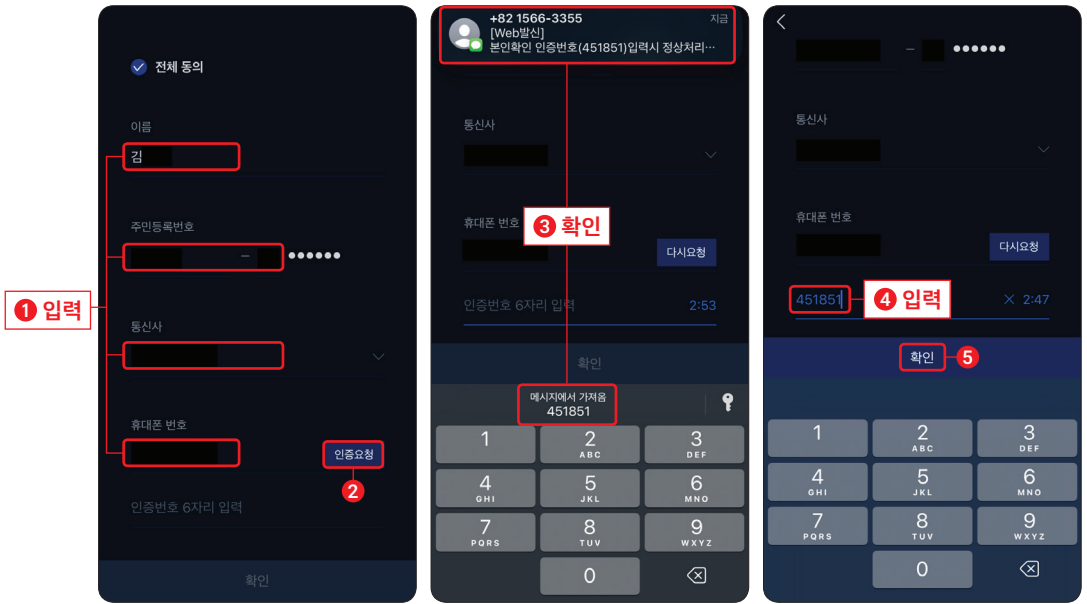 전체 동의
이름
김
주민등록번호
– ●●●●●●
❶ 입력
통신사
휴대폰 번호
인증요청
❷
인증번호 6자리 입력
확인
+82 1566-3355
지금
[Web발신]
본인확인 인증번호(451851)입력시 정상처리…
통신사
휴대폰 번호
❸ 확인
다시요청
인증번호 6자리 입력
2:53
확인
메시지에서 가져옴
451851
1
2
3
ABC
DEF
4
5
6
GHI
JKL
MNO
7
8
9
PQRS
TUV
WXYZ
0
– ●●●●●●
통신사
휴대폰 번호
다시요청
451851
❹ 입력
× 2:47
확인
❺
1
2
3
ABC
DEF
4
5
6
GHI
JKL
MNO
7
8
9
PQRS
TUV
WXYZ
0